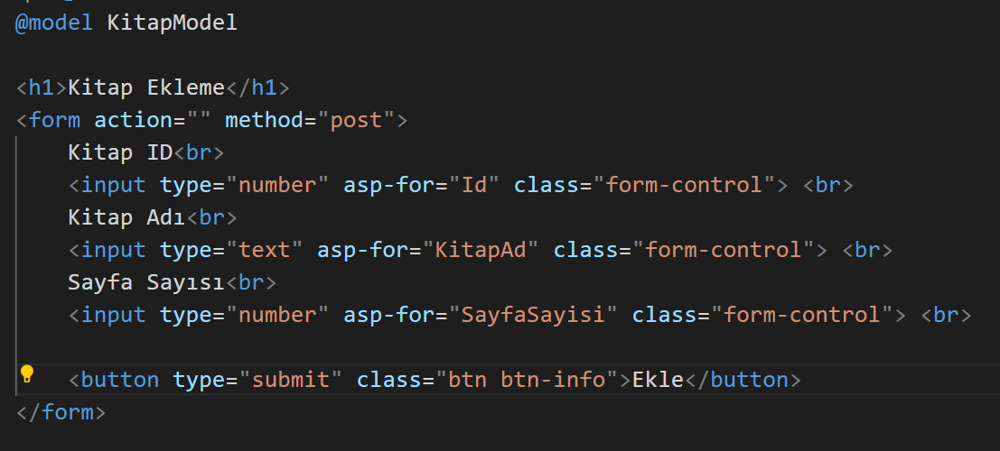 @model KitapModel
<h1>Kitap Ekleme</h1>
<form action="" method="post">
Kitap ID<br>
<input type="number" asp-for="Id" class="form-control"> <br>
Kitap Adı<br>
<input type="text" asp-for="KitapAd" class="form-control"> <br>
Sayfa Sayısı<br>
<input type="number" asp-for="SayfaSayisi" class="form-control"> <br>
<button type="submit" class="btn btn-info">Ekle</button>
</form>